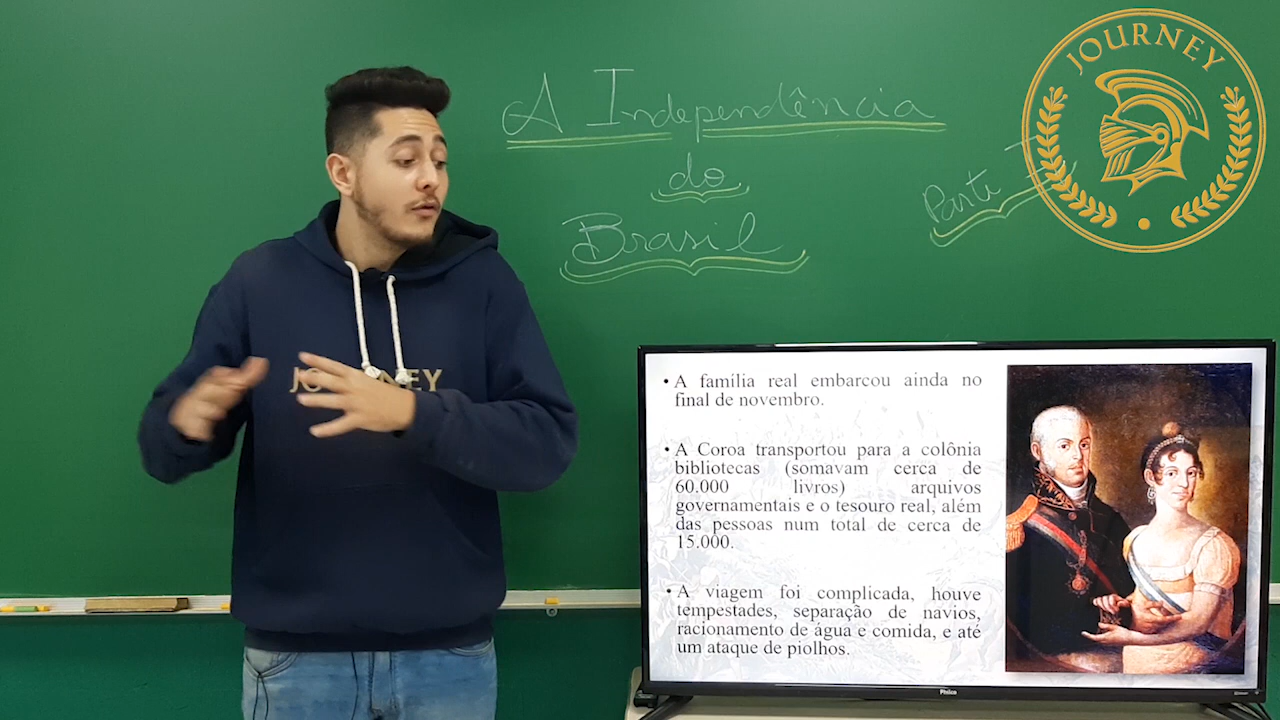 JOURNEY
A Independência
do
Brasil
Parte
JOURNEY
• A família real embarcou ainda no
final de novembro.
• A Coroa transportou para a colônia
bibliotecas (somavam cerca de
60.000 livros) arquivos
governamentais e o tesouro real, além
das pessoas num total de cerca de
15.000.
• A viagem foi complicada, houve
tempestades, separação de navios,
racionamento de água e comida, e até
um ataque de piolhos.
Philco